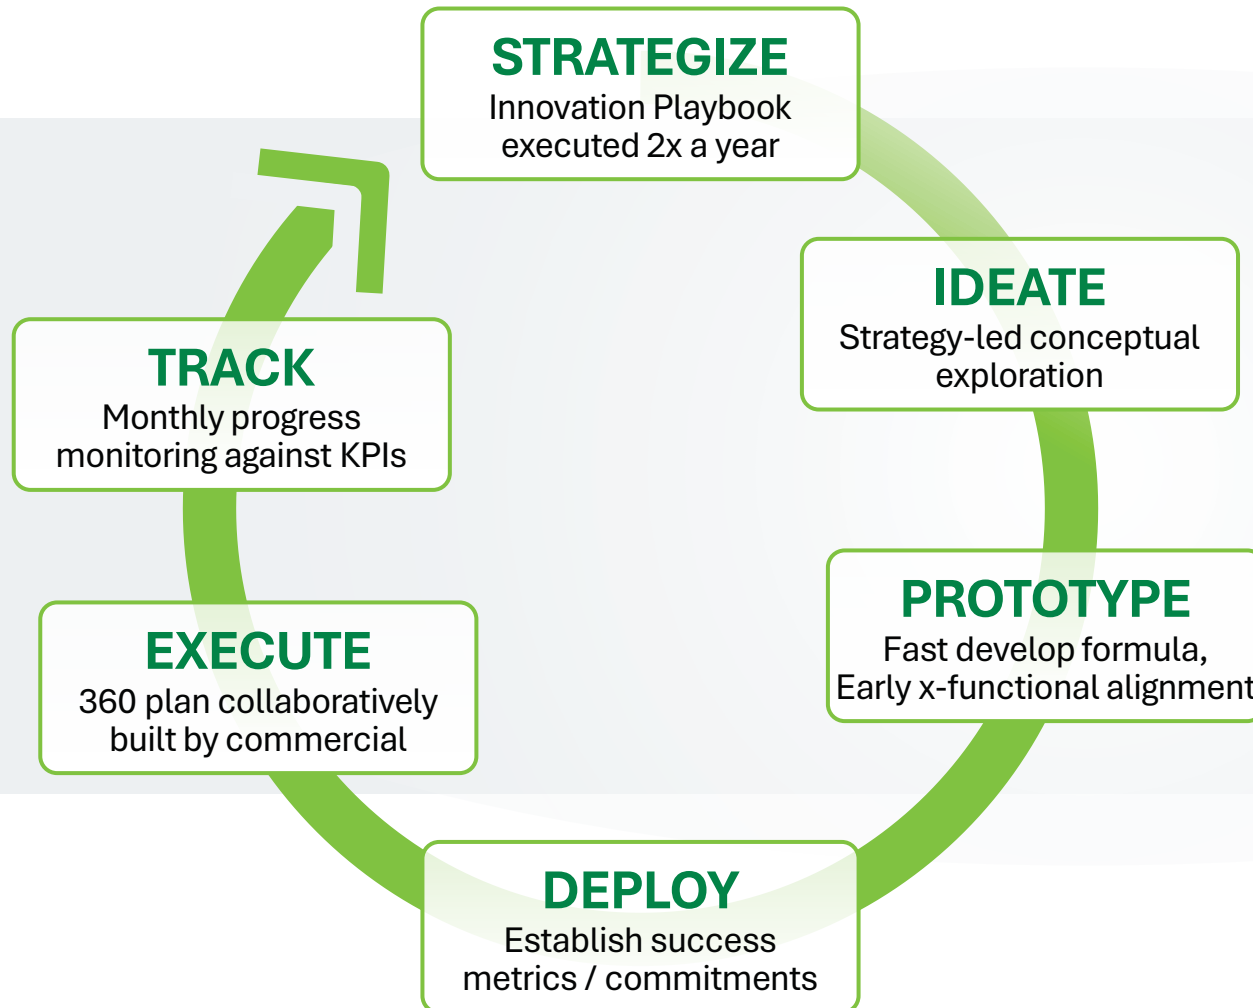 STRATEGIZE
Innovation Playbook
executed 2x a year
IDEATE
Strategy-led conceptual
exploration
PROTOTYPE
Fast develop formula,
Early x-functional alignment
DEPLOY
Establish success
metrics / commitments
EXECUTE
360 plan collaboratively
built by commercial
TRACK
Monthly progress
monitoring against KPIs